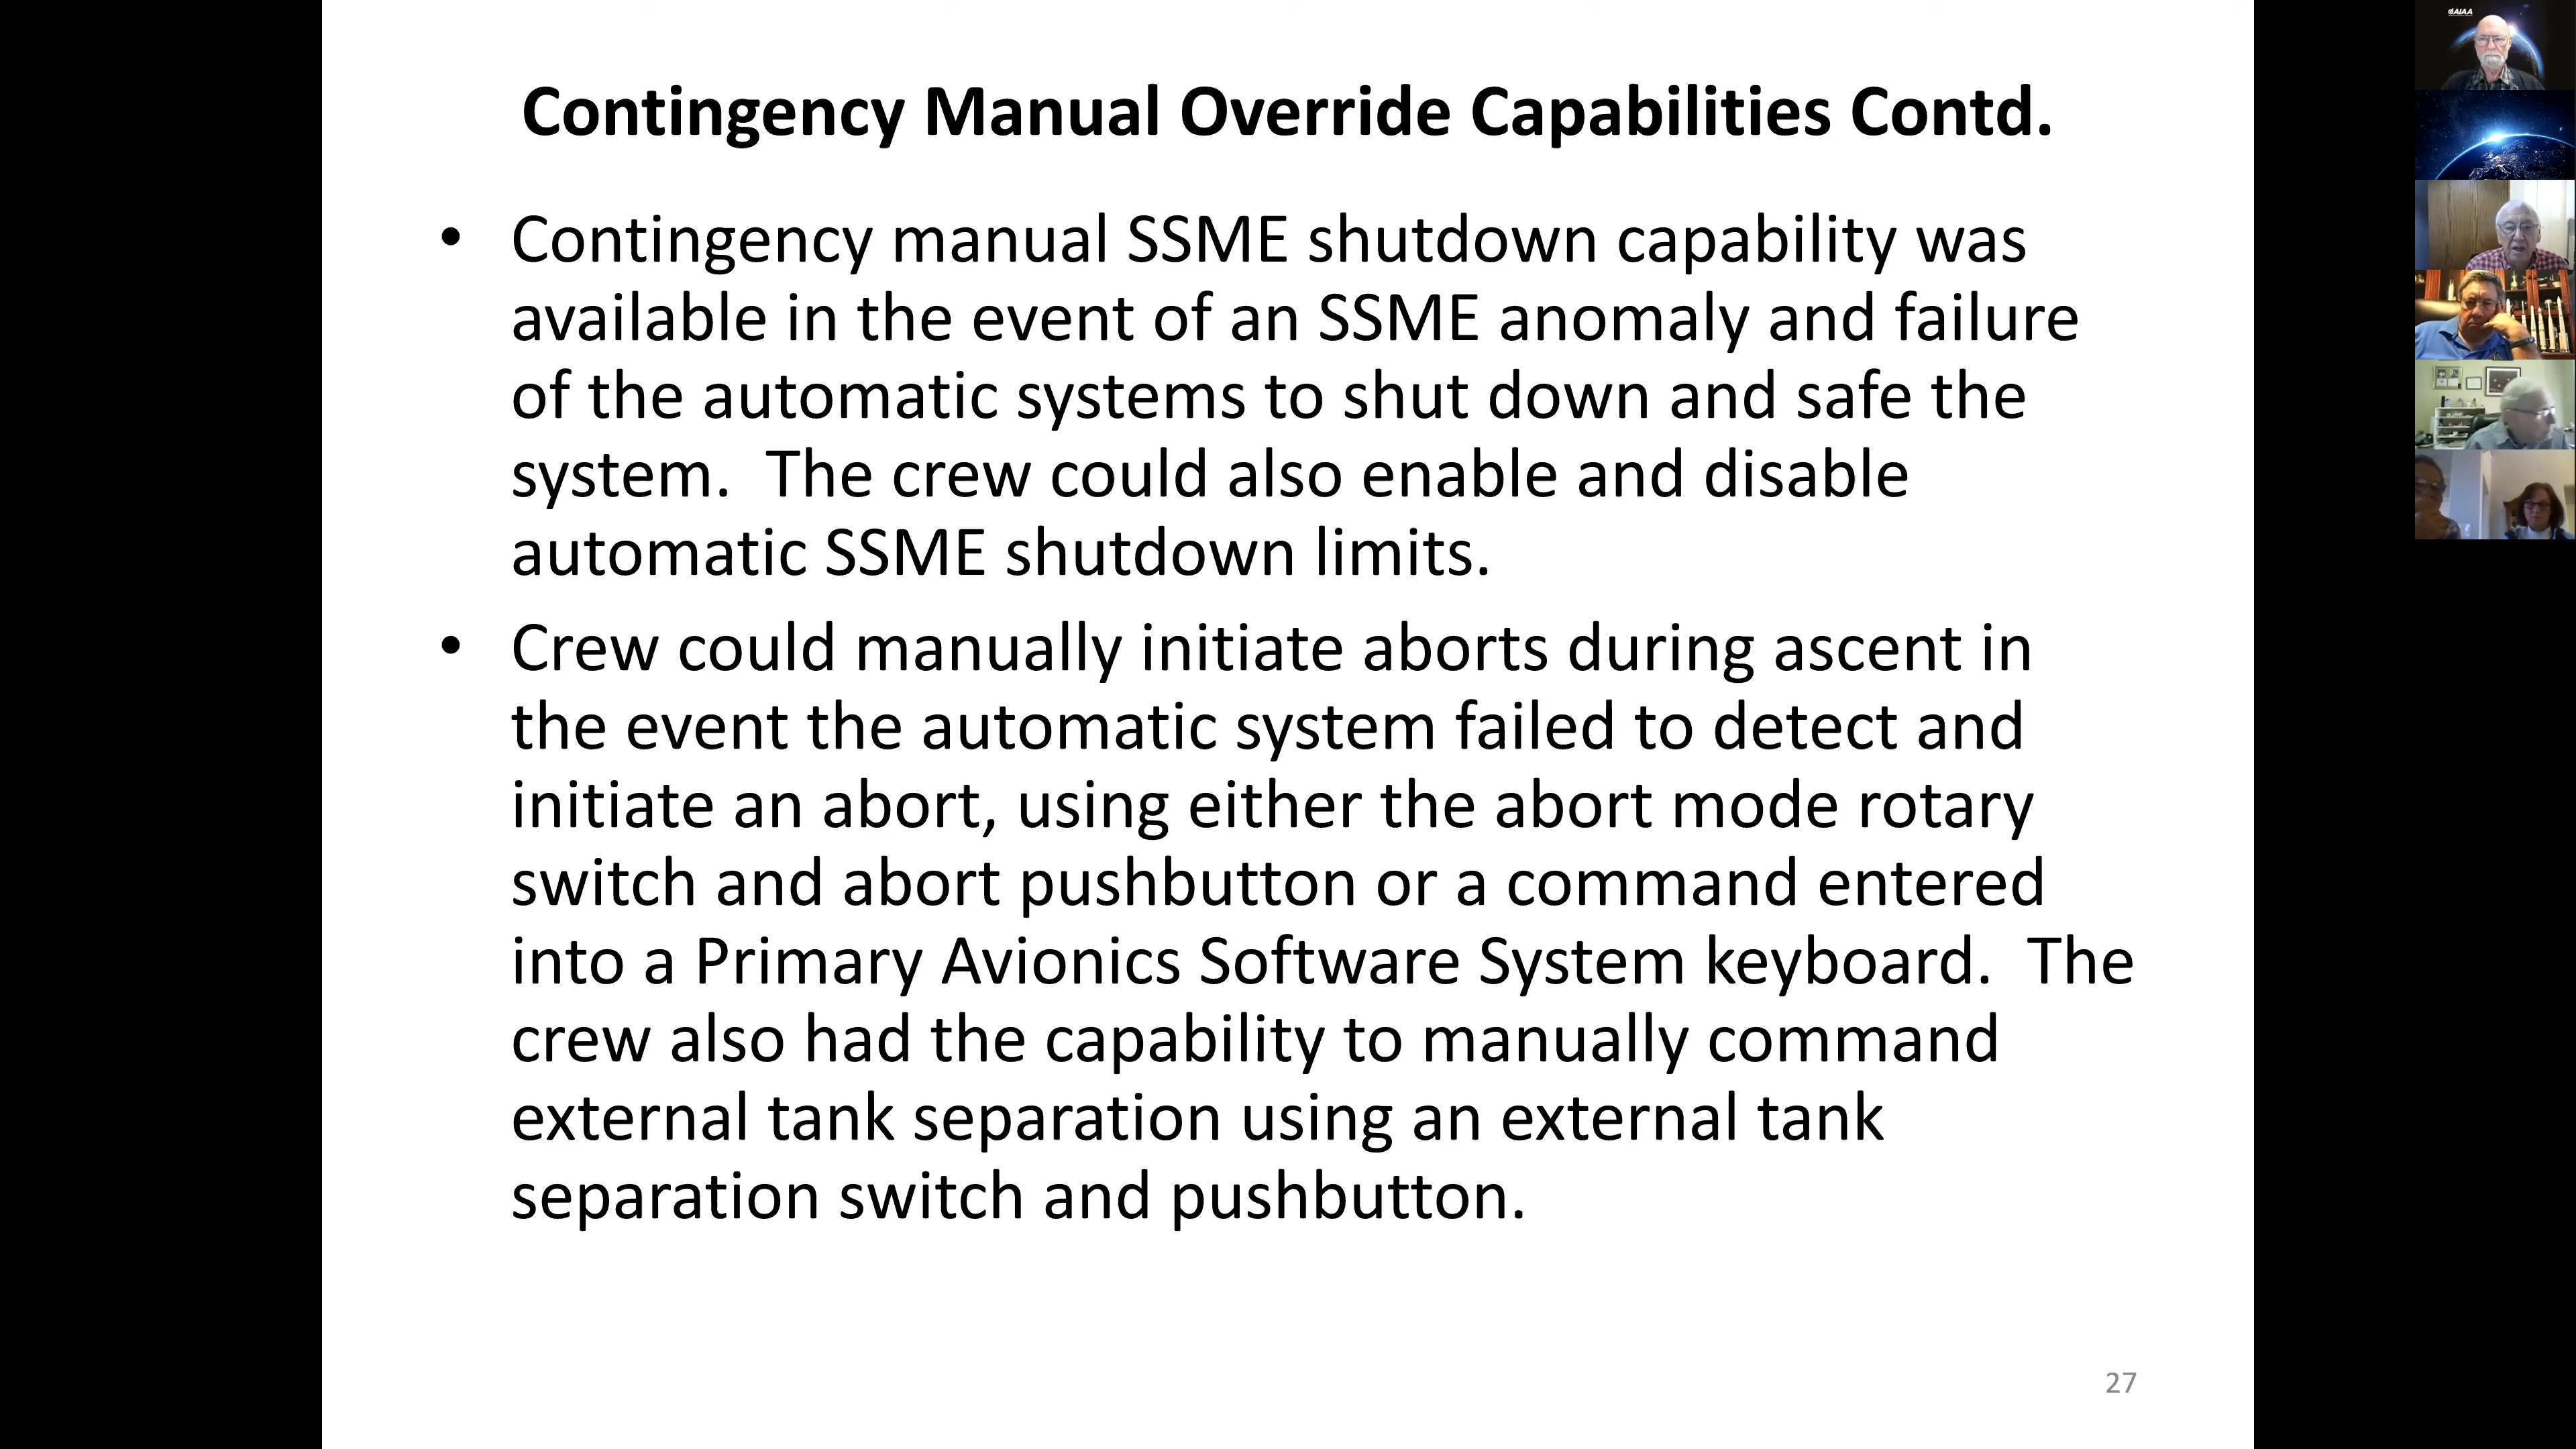 Contingency Manual Override Capabilities Contd.
• Contingency manual SSME shutdown capability was
available in the event of an SSME anomaly and failure
of the automatic systems to shut down and safe the
system.  The crew could also enable and disable
automatic SSME shutdown limits.
• Crew could manually initiate aborts during ascent in
the event the automatic system failed to detect and
initiate an abort, using either the abort mode rotary
switch and abort pushbutton or a command entered
into a Primary Avionics Software System keyboard.  The
crew also had the capability to manually command
external tank separation using an external tank
separation switch and pushbutton.
27
AIAA